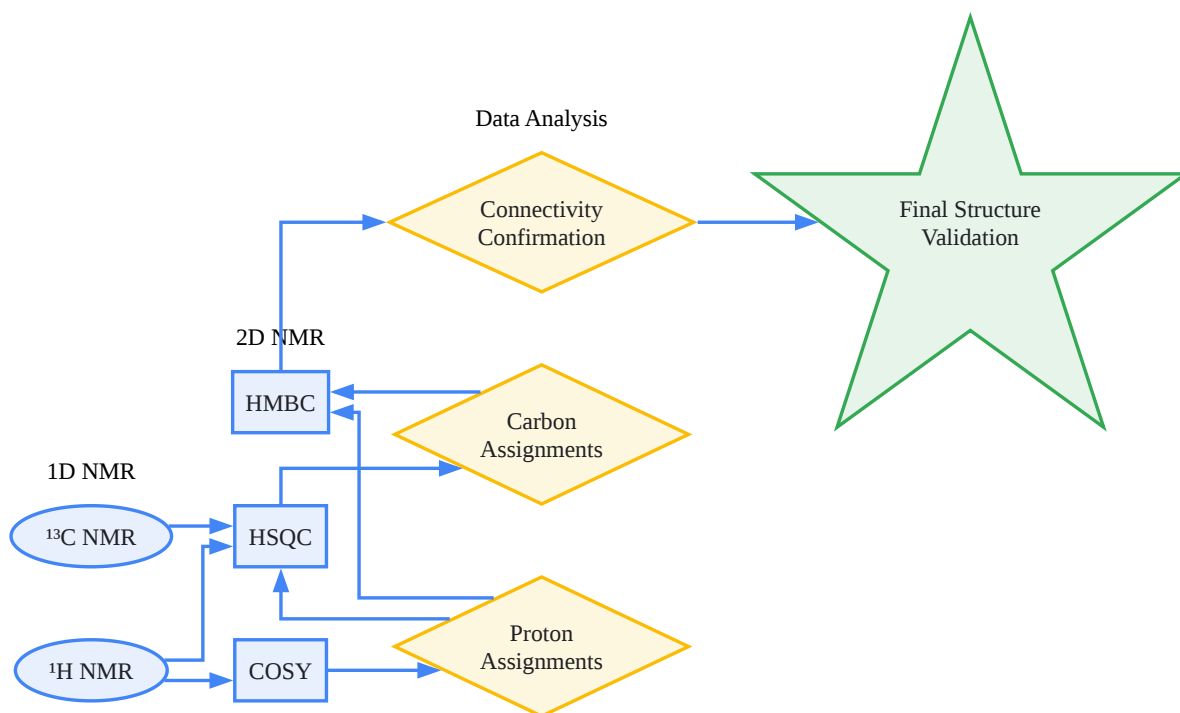 Data Analysis
Connectivity
Confirmation
Final Structure
Validation
2D NMR
HMBC
Carbon
Assignments
1D NMR
¹³C NMR
HSQC
Proton
Assignments
¹H NMR
COSY